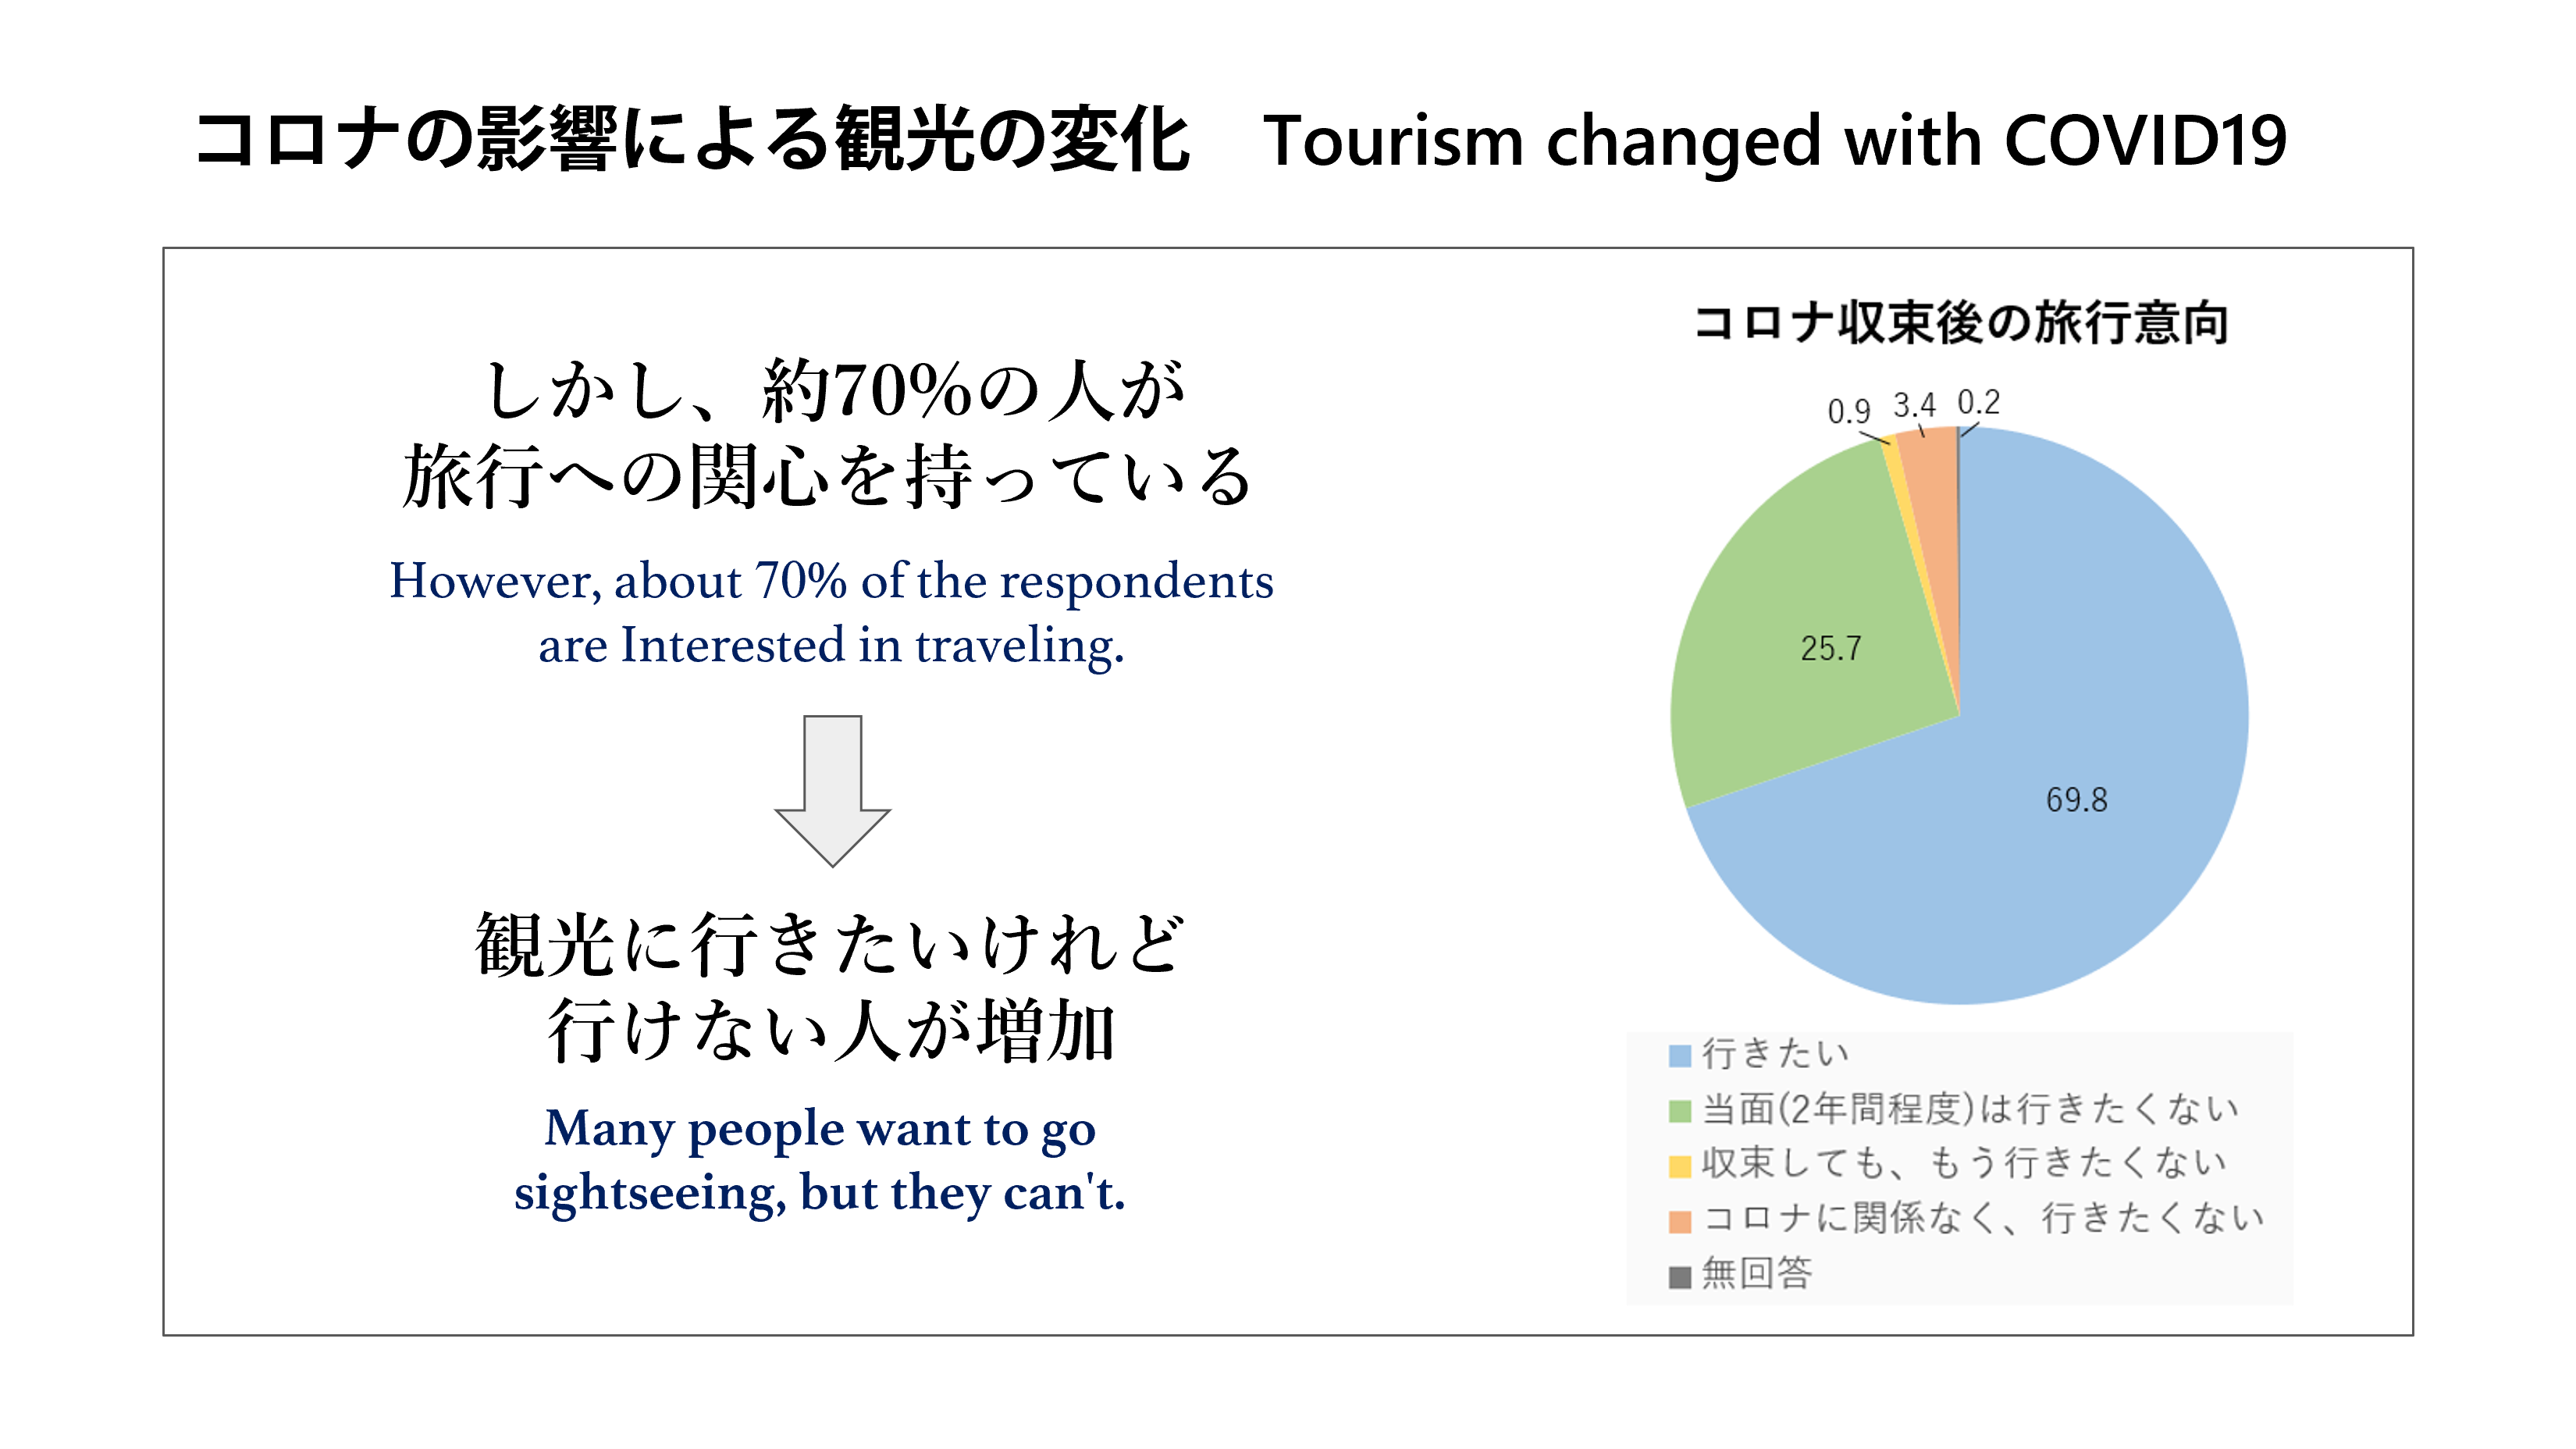 コロナの影響による観光の変化　Tourism changed with COVID19
しかし、約70%の人が
旅行への関心を持っている
However, about 70% of the respondents
are Interested in traveling.
観光に行きたいけれど
行けない人が増加
Many people want to go
sightseeing, but they can't.
コロナ収束後の旅行意向
0.9 3.4 0.2
25.7
69.8
行きたい
当面(2年間程度)は行きたくない
収束しても、もう行きたくない
コロナに関係なく、行きたくない
無回答